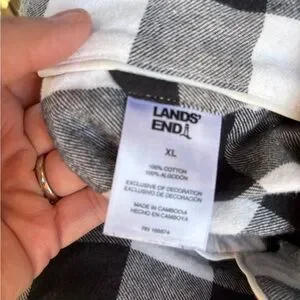 LANDS'
END
XL
100% COTTON
100% ALGODÓN
EXCLUSIVE OF DECORATION
EXCLUSIVO DE DECORACIÓN
MADE IN CAMBODIA
HECHO EN CAMBOYA